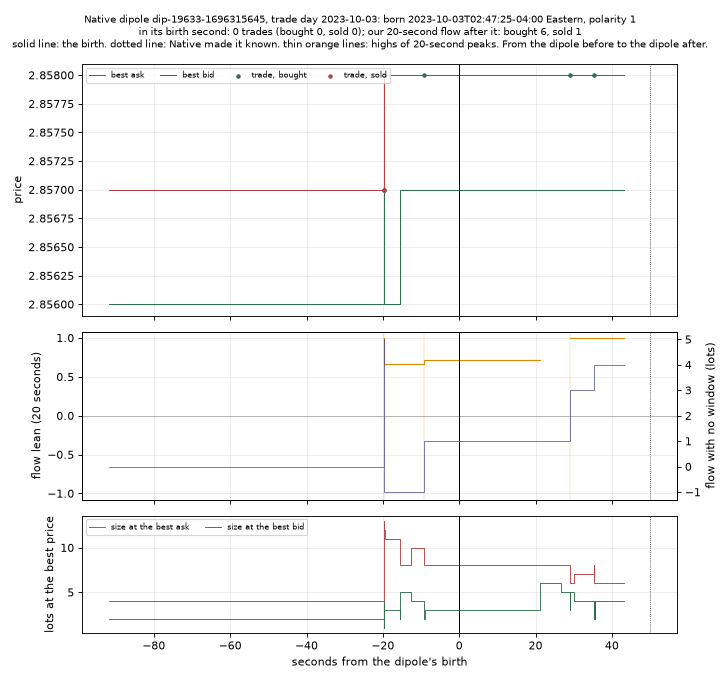 Native dipole dip-19633-1696315645, trade day 2023-10-03: born 2023-10-03T02:47:25-04:00 Eastern, polarity 1
in its birth second: 0 trades (bought 0, sold 0); our 20-second flow after it: bought 6, sold 1
solid line: the birth. dotted line: Native made it known. thin orange lines: highs of 20-second peaks. From the dipole before to the dipole after.
best ask best bid trade, bought trade, sold
2.85800
2.85775
2.85750
2.85725
2.85700
2.85675
2.85650
2.85625
2.85600
price
1.0
0.5
0.0
−0.5
−1.0
flow lean (20 seconds)
5
4
3
2
1
0
−1
flow with no window (lots)
size at the best ask size at the best bid
10
5
lots at the best price
−80 −60 −40 −20 0 20 40
seconds from the dipole's birth